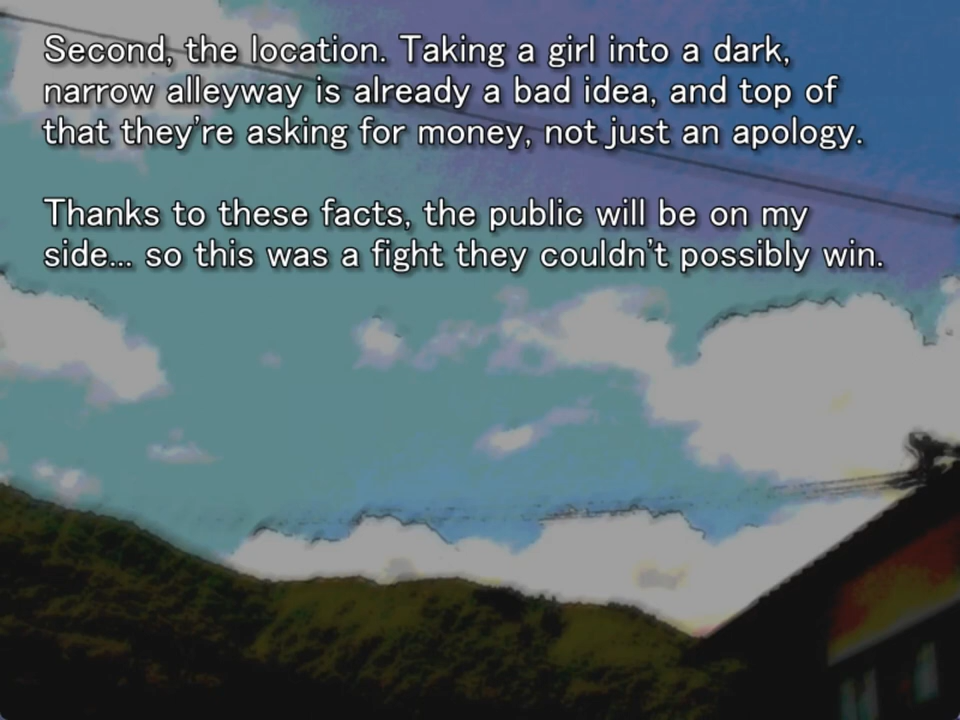 Second, the location. Taking a girl into a dark,
narrow alleyway is already a bad idea, and top of
that they're asking for money, not just an apology.
Thanks to these facts, the public will be on my
side... so this was a fight they couldn't possibly win.